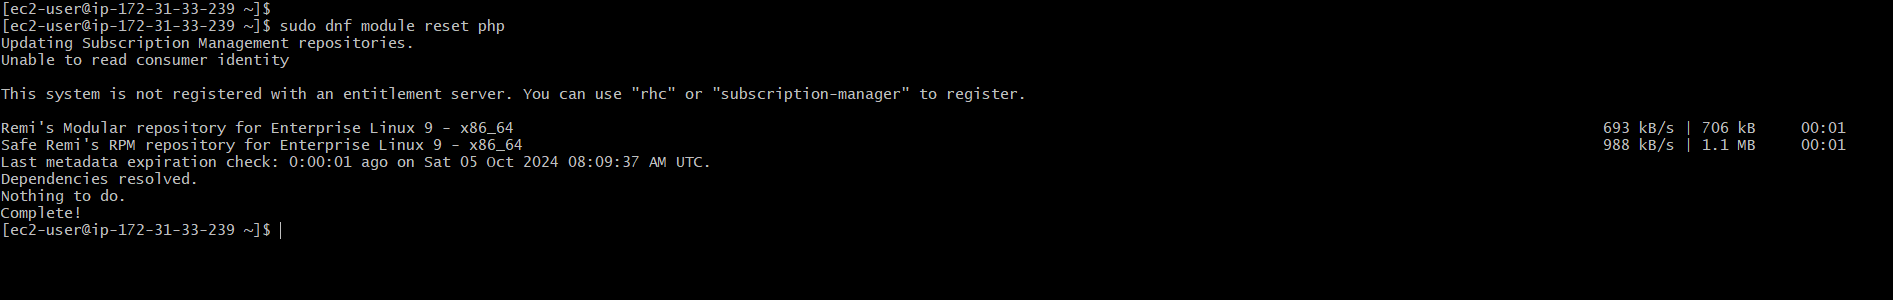 [ec2-user@ip-172-31-33-239 ~]$
[ec2-user@ip-172-31-33-239 ~]$ sudo dnf module reset php
Updating Subscription Management repositories.
Unable to read consumer identity
This system is not registered with an entitlement server. You can use "rhc" or "subscription-manager" to register.
Remi's Modular repository for Enterprise Linux 9 - x86_64 693 kB/s | 706 kB 00:01
Safe Remi's RPM repository for Enterprise Linux 9 - x86_64 988 kB/s | 1.1 MB 00:01
Last metadata expiration check: 0:00:01 ago on Sat 05 Oct 2024 08:09:37 AM UTC.
Dependencies resolved.
Nothing to do.
Complete!
[ec2-user@ip-172-31-33-239 ~]$